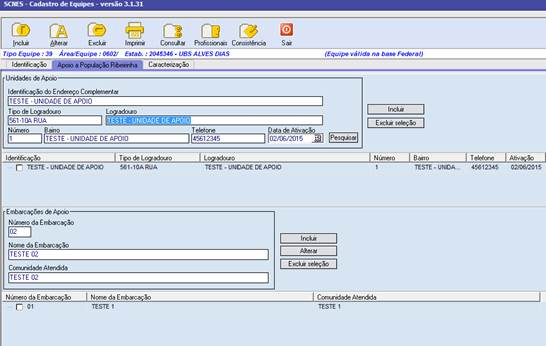 SCNES - Cadastro de Equipes - versão 3.1.31
Incluir Alterar Excluir Imprimir Consultar Profissionais Consistência Sair
Tipo Equipe : 39 Área/Equipe : 0602/ Estab. : 2045346 - UBS ALVES DIAS (Equipe válida na base Federal)
Identificação Apoio a População Ribeirinha Caracterização
Unidades de Apoio
Identificação do Endereço Complementar
TESTE - UNIDADE DE APOIO
Incluir
Tipo de Logradouro Logradouro
561-10A RUA TESTE - UNIDADE DE APOIO
Excluir seleção
Número Bairro Telefone Data de Ativação
1 TESTE - UNIDADE DE APOIO 45612345 02/06/2015 Pesquisar
Identificação Tipo de Logradouro Logradouro Número Bairro Telefone Ativação
TESTE - UNIDADE DE APOIO 561-10A RUA TESTE - UNIDADE DE APOIO 1 TESTE - UNIDA... 45612345 02/06/2015
Embarcações de Apoio
Número da Embarcação
02
Incluir
Nome da Embarcação
TESTE 02
Alterar
Comunidade Atendida
Excluir seleção
TESTE 02
Número da Embarcação Nome da Embarcação Comunidade Atendida
01 TESTE 1 TESTE 1